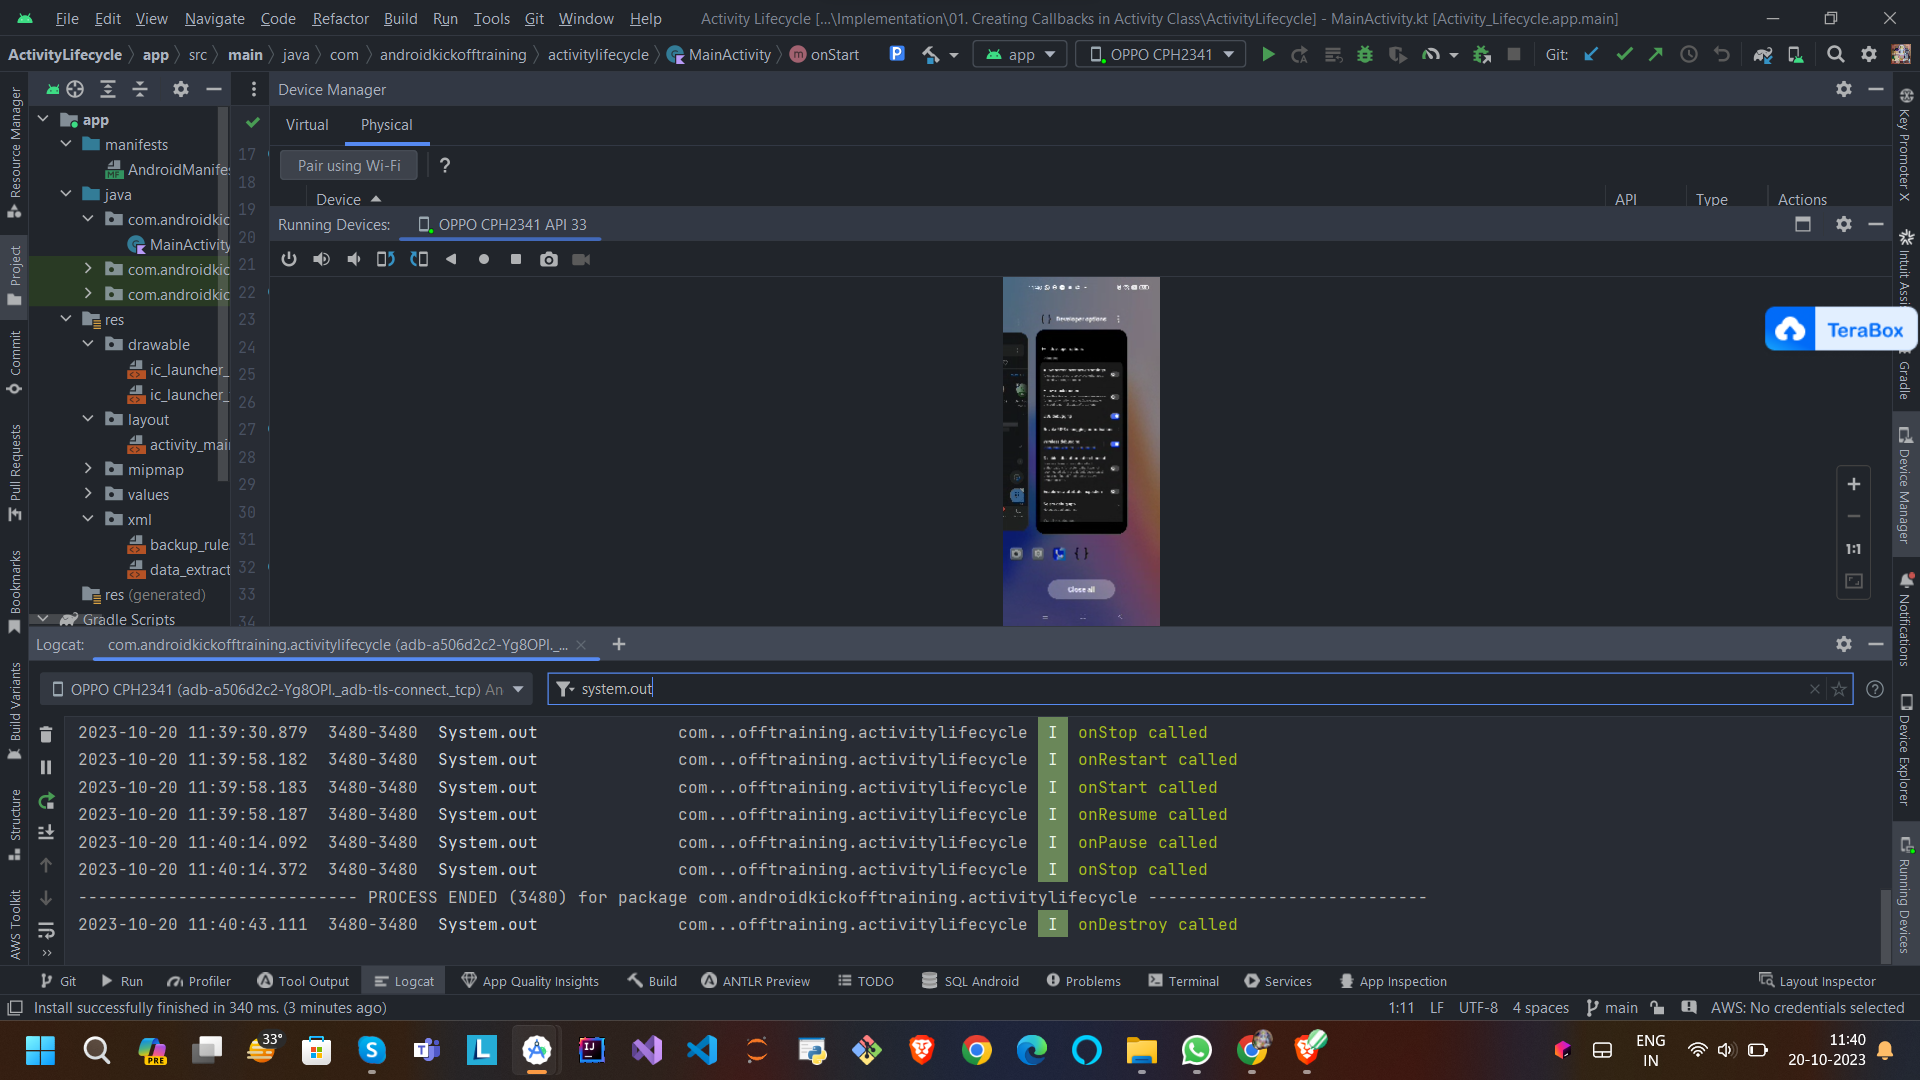 File Edit View Navigate Code Refactor Build Run Tools Git Window Help Activity Lifecycle [...\Implementation\01. Creating Callbacks in Activity Class\ActivityLifecycle] - MainActivity.kt [Activity_Lifecycle.app.main]
ActivityLifecycle app src main java com androidkickofftraining activitylifecycle MainActivity onStart app OPPO CPH2341 Git:
Device Manager
Virtual Physical
Pair using Wi-Fi ?
Device API Type Actions
Running Devices: OPPO CPH2341 API 33
Resource Manager
Project
Commit
Pull Requests
Bookmarks
Build Variants
Structure
AWS Toolkit
app
manifests
AndroidManifes
java
com.androidkic
MainActivity
com.androidkic
com.androidkic
res
drawable
ic_launcher_
ic_launcher_
layout
activity_mai
mipmap
values
xml
backup_rule
data_extract
res (generated)
Gradle Scripts
17
18
19
20
21
22
23
24
25
26
27
28
29
30
31
32
33
34
Developer options
Close all
1:1
TeraBox
Key Promoter X
Intuit Assi
Gradle
Device Manager
Notifications
Device Explorer
Running Devices
Logcat: com.androidkickofftraining.activitylifecycle (adb-a506d2c2-Yg8OPl._...
OPPO CPH2341 (adb-a506d2c2-Yg8OPl._adb-tls-connect._tcp) An system.out
2023-10-20 11:39:30.879 3480-3480 System.out com...offtraining.activitylifecycle I onStop called
2023-10-20 11:39:58.182 3480-3480 System.out com...offtraining.activitylifecycle I onRestart called
2023-10-20 11:39:58.183 3480-3480 System.out com...offtraining.activitylifecycle I onStart called
2023-10-20 11:39:58.187 3480-3480 System.out com...offtraining.activitylifecycle I onResume called
2023-10-20 11:40:14.092 3480-3480 System.out com...offtraining.activitylifecycle I onPause called
2023-10-20 11:40:14.372 3480-3480 System.out com...offtraining.activitylifecycle I onStop called
---------------------------- PROCESS ENDED (3480) for package com.androidkickofftraining.activitylifecycle ----------------------------
2023-10-20 11:40:43.111 3480-3480 System.out com...offtraining.activitylifecycle I onDestroy called
Git Run Profiler Tool Output Logcat App Quality Insights Build ANTLR Preview TODO SQL Android Problems Terminal Services App Inspection Layout Inspector
Install successfully finished in 340 ms. (3 minutes ago) 1:11 LF UTF-8 4 spaces main AWS: No credentials selected
PRE 33° ENG IN 11:40 20-10-2023